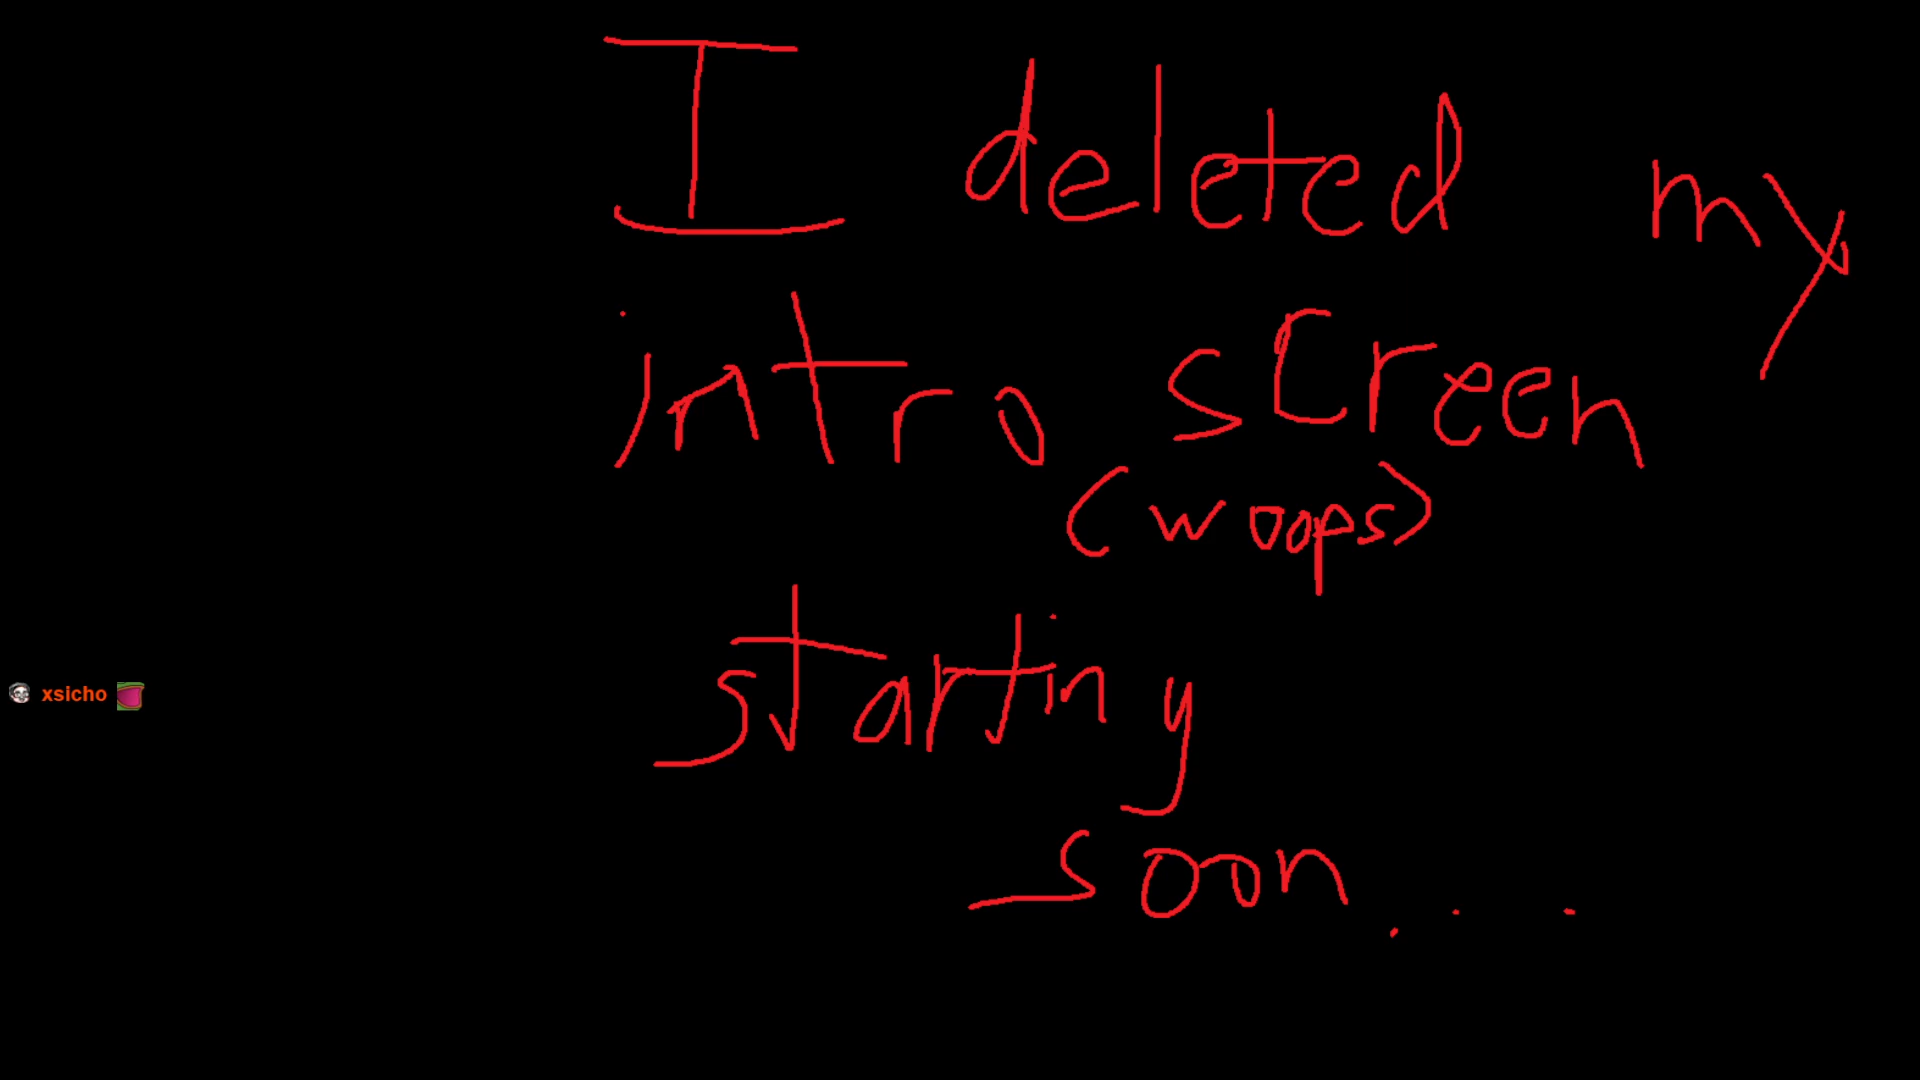 I deleted my
intro screen
(woops)
xsicho
starting
soon...